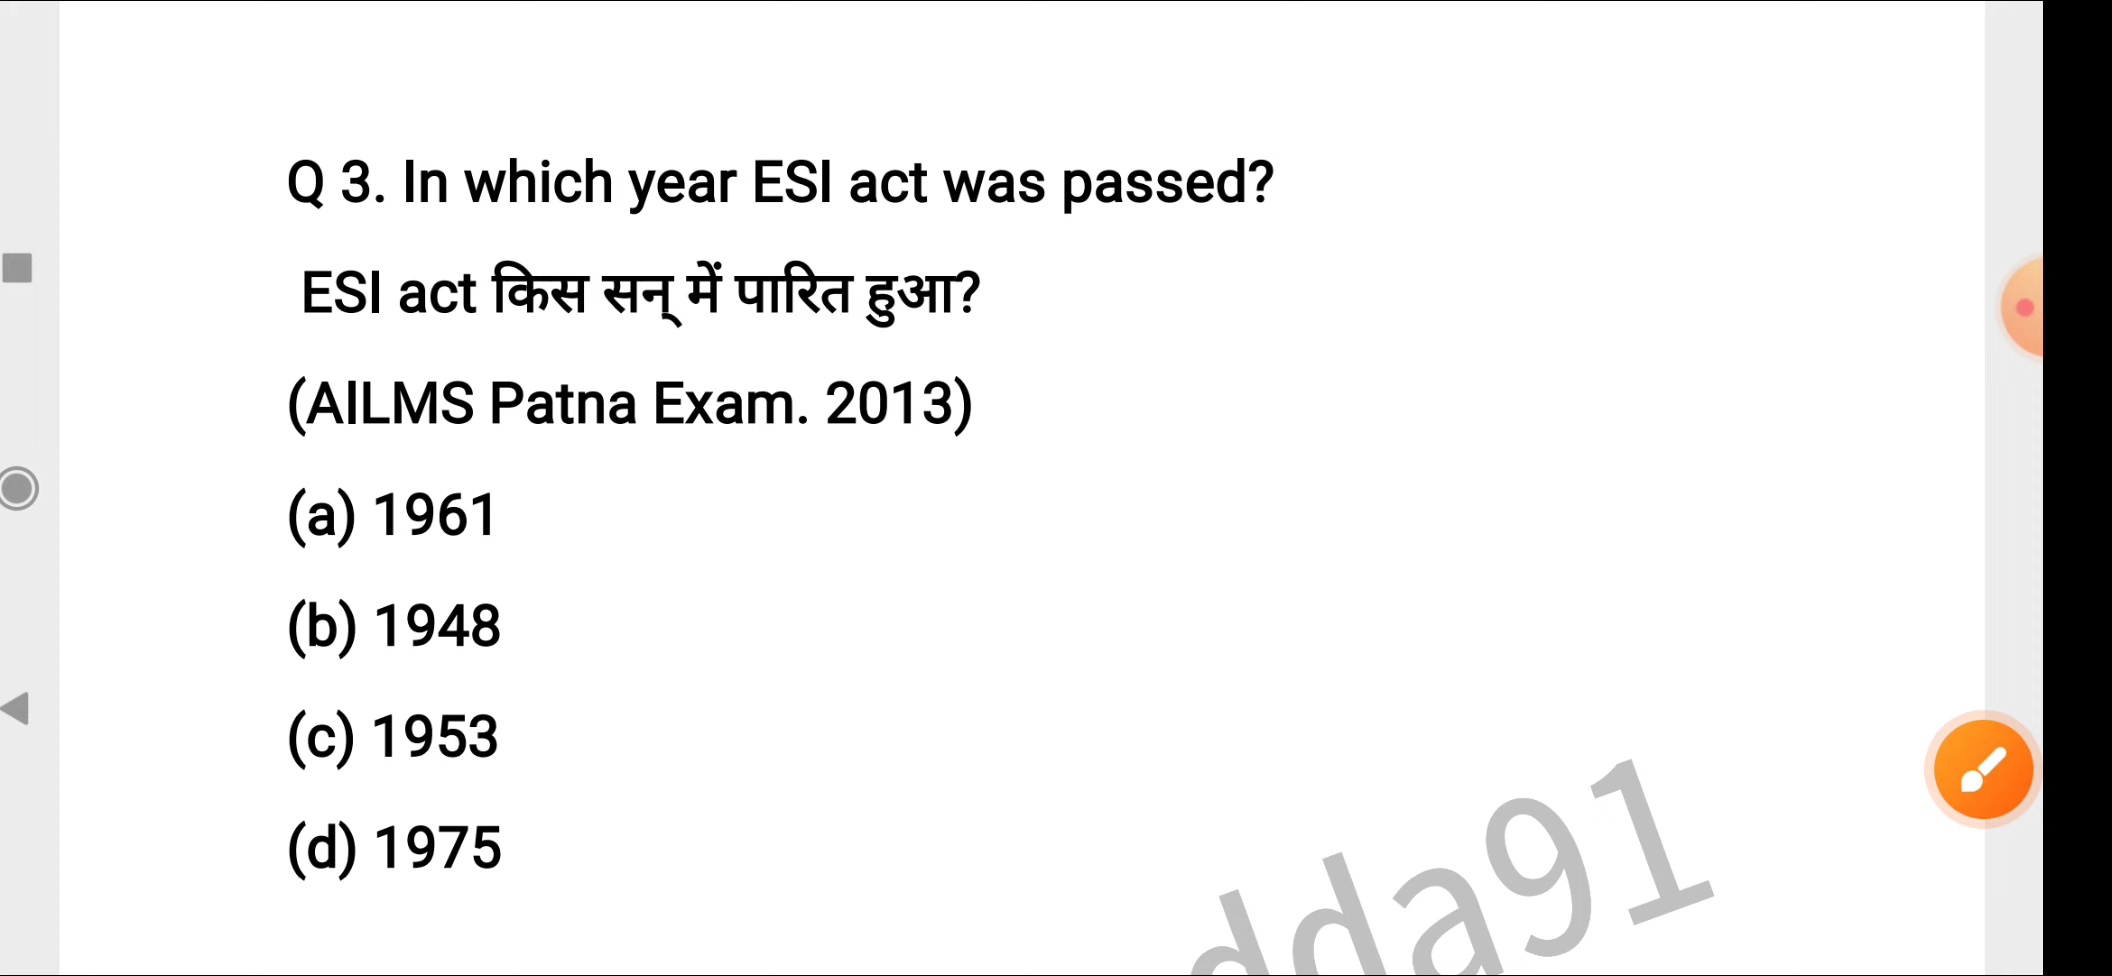 Q 3. In which year ESI act was passed?
ESI act किस सन् में पारित हुआ?
(AILMS Patna Exam. 2013)
(a) 1961
(b) 1948
(c) 1953
(d) 1975
dda91